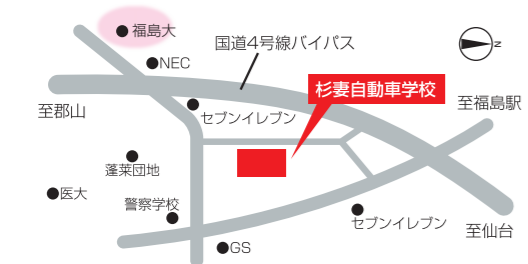 福島大
国道4号線バイパス
N
NEC
杉妻自動車学校
至福島駅
至郡山
セブンイレブン
蓬莱団地
医大
警察学校
セブンイレブン
至仙台
GS